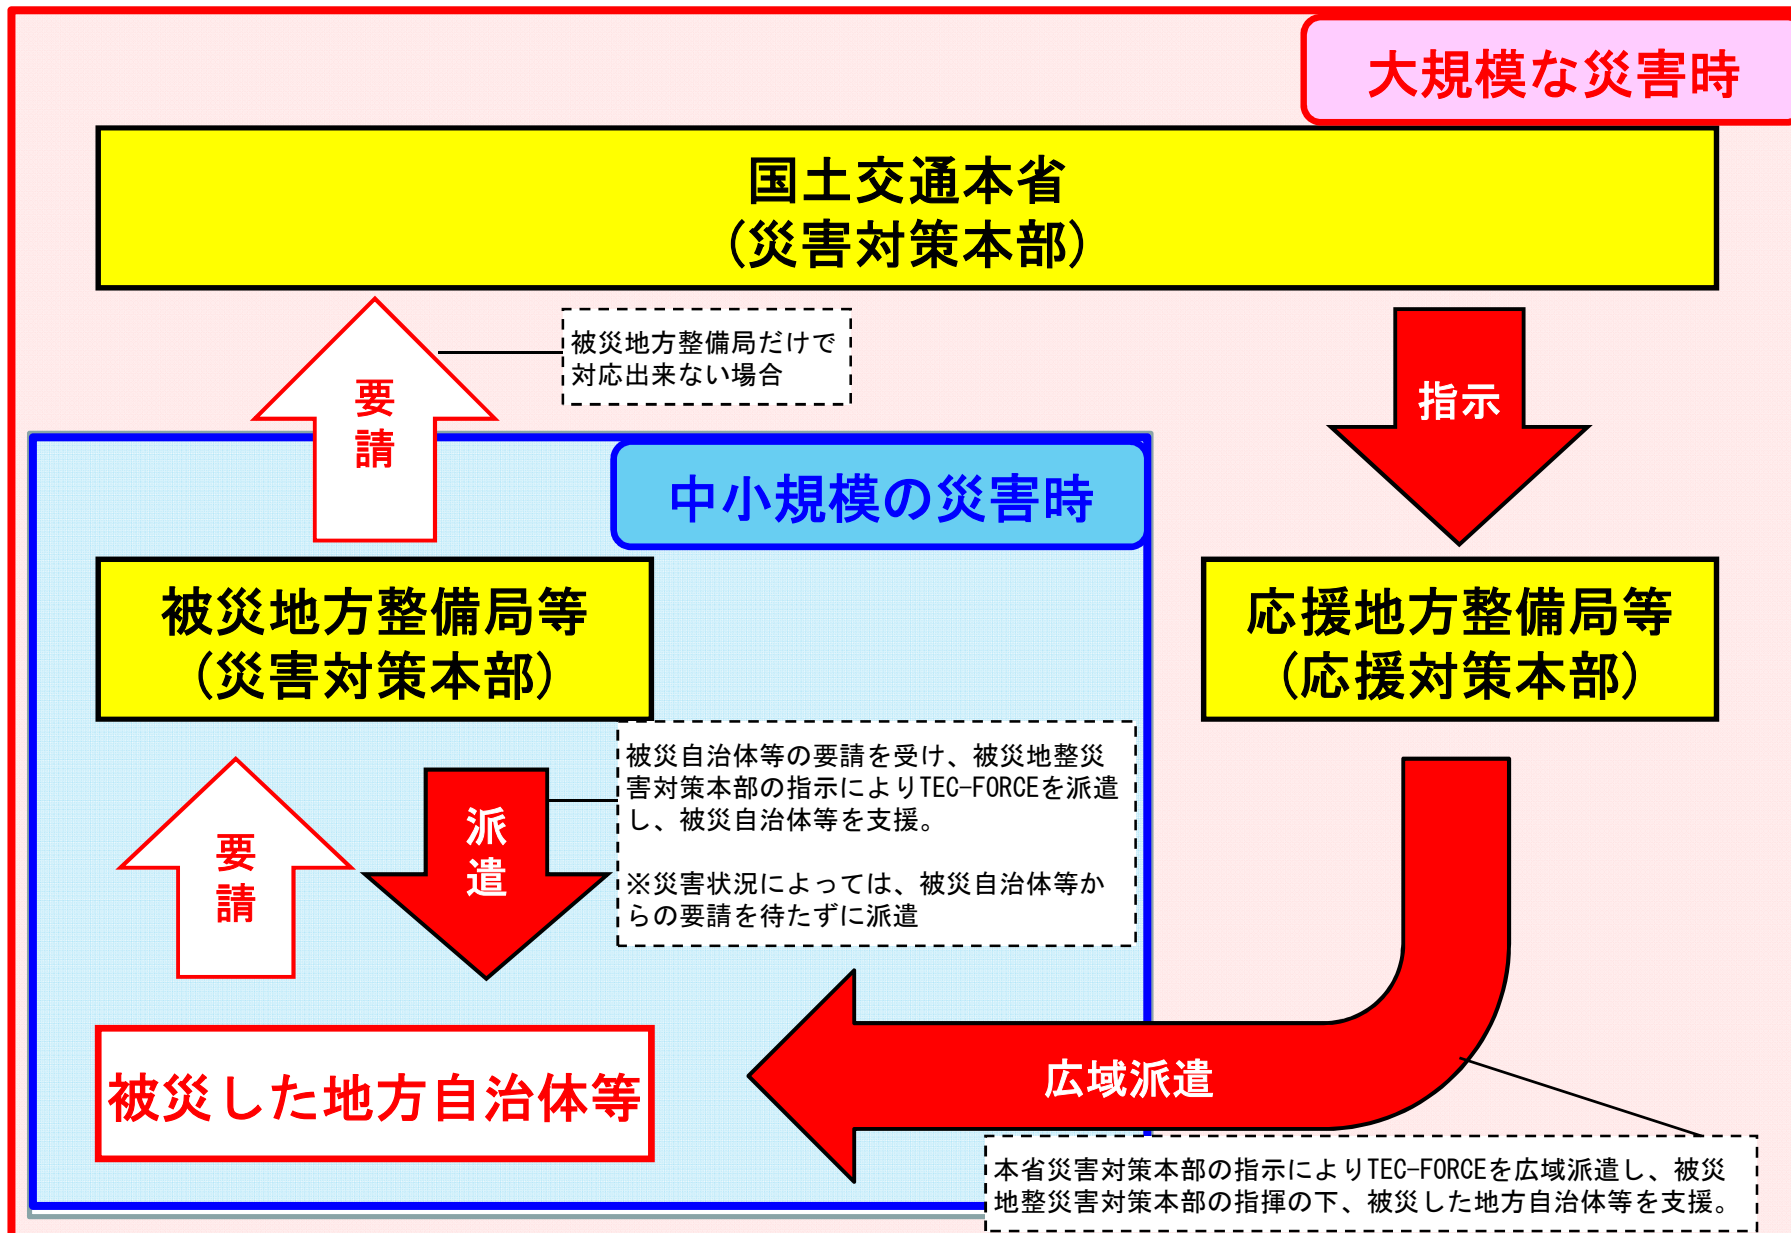 大規模な災害時
国土交通本省
(災害対策本部)
被災地方整備局だけで
対応出来ない場合
要請
指示
中小規模の災害時
被災地方整備局等
(災害対策本部)
応援地方整備局等
(応援対策本部)
被災自治体等の要請を受け、被災地整災
害対策本部の指示によりTEC-FORCEを派遣
し、被災自治体等を支援。
※災害状況によっては、被災自治体等か
らの要請を待たずに派遣
要請
派遣
被災した地方自治体等
広域派遣
本省災害対策本部の指示によりTEC-FORCEを広域派遣し、被災
地整災害対策本部の指揮の下、被災した地方自治体等を支援。